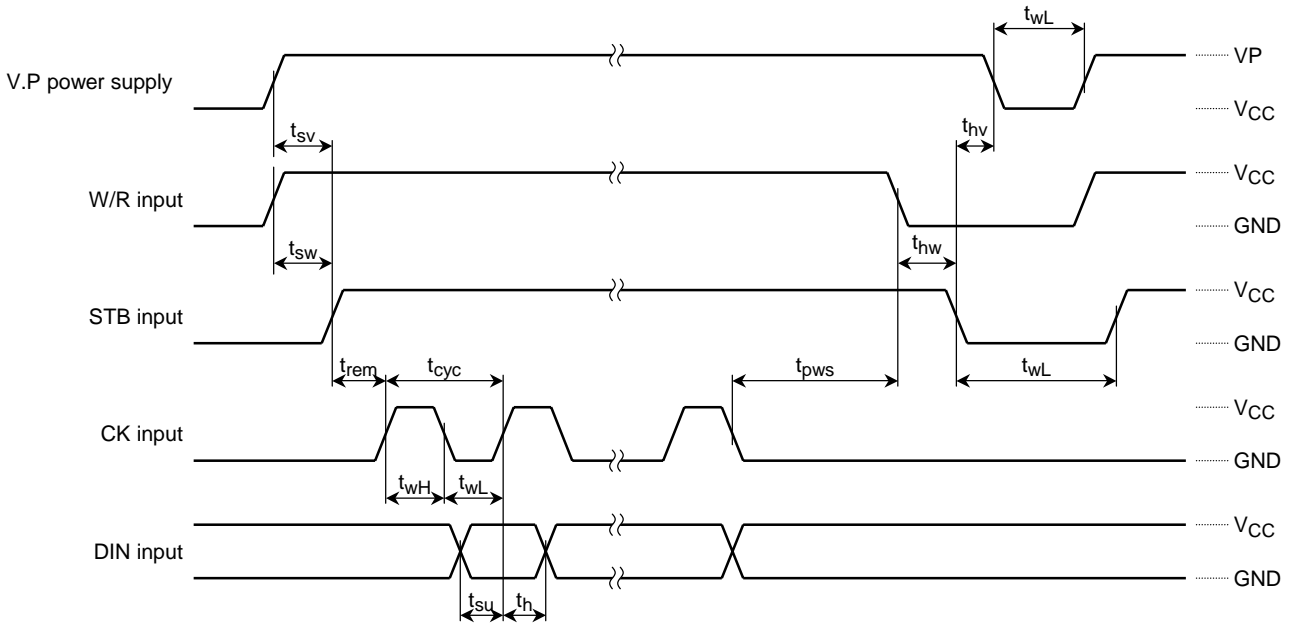 twL
V.P power supply
VP
VCC
tsv
thv
W/R input
VCC
GND
tsw
thw
STB input
VCC
GND
trem
tcyc
tpws
twL
CK input
VCC
GND
twH
twL
DIN input
VCC
GND
tsu
th